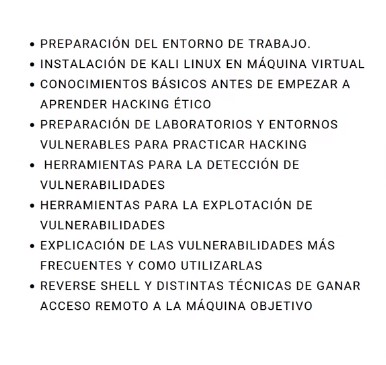 • PREPARACIÓN DEL ENTORNO DE TRABAJO.
• INSTALACIÓN DE KALI LINUX EN MÁQUINA VIRTUAL
• CONOCIMIENTOS BÁSICOS ANTES DE EMPEZAR A
APRENDER HACKING ÉTICO
• PREPARACIÓN DE LABORATORIOS Y ENTORNOS
VULNERABLES PARA PRACTICAR HACKING
• HERRAMIENTAS PARA LA DETECCIÓN DE
VULNERABILIDADES
• HERRAMIENTAS PARA LA EXPLOTACIÓN DE
VULNERABILIDADES
• EXPLICACIÓN DE LAS VULNERABILIDADES MÁS
FRECUENTES Y COMO UTILIZARLAS
• REVERSE SHELL Y DISTINTAS TÉCNICAS DE GANAR
ACCESO REMOTO A LA MÁQUINA OBJETIVO